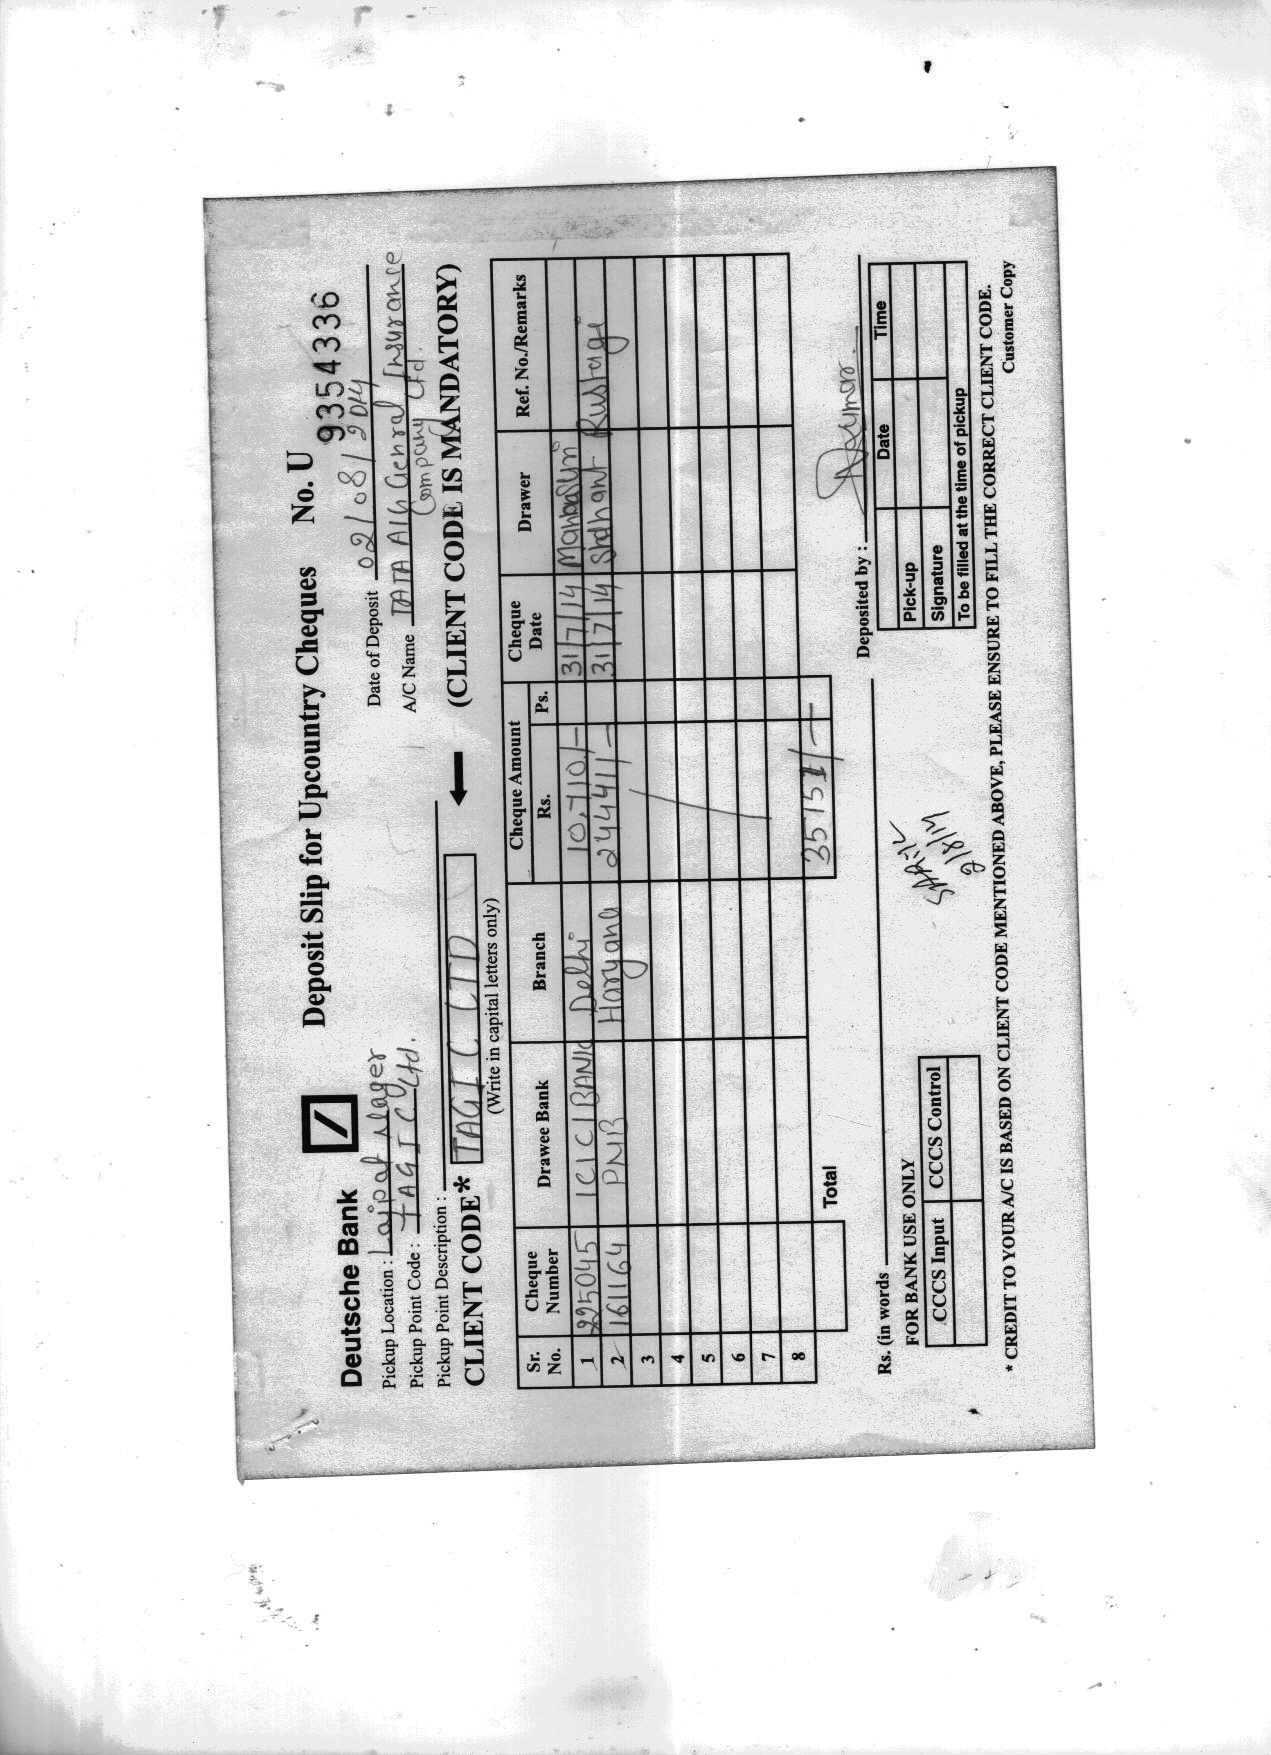 Deutsche Bank
Deposit Slip for Upcountry Cheques No. U 9354336
Pickup Location : Lajpat Nager
Date of Deposit 02/08/2014
Pickup Point Code : TAGIC Ltd.
A/C Name TATA AIG Genral Insurance
Company Ltd.
Pickup Point Description :
CLIENT CODE* TAGIC LTD (CLIENT CODE IS MANDATORY)
(Write in capital letters only)
Sr. No. Cheque Number Drawee Bank Branch Cheque Amount Rs. Ps. Cheque Date Drawer Ref. No./Remarks
1 225045 ICICI BANK Delhi 10,710/- 31/7/14
2 161164 PNB Haryana 24441/- 31/7/14 Sidhant Rustagi
3
4
5
6
7
8
Total 35151/-
Rs. (in words
Deposited by :
FOR BANK USE ONLY
CCCS Input CCCS Control
2/8/14
Date Time
Pick-up
Signature
To be filled at the time of pickup
* CREDIT TO YOUR A/C IS BASED ON CLIENT CODE MENTIONED ABOVE, PLEASE ENSURE TO FILL THE CORRECT CLIENT CODE.
Customer Copy